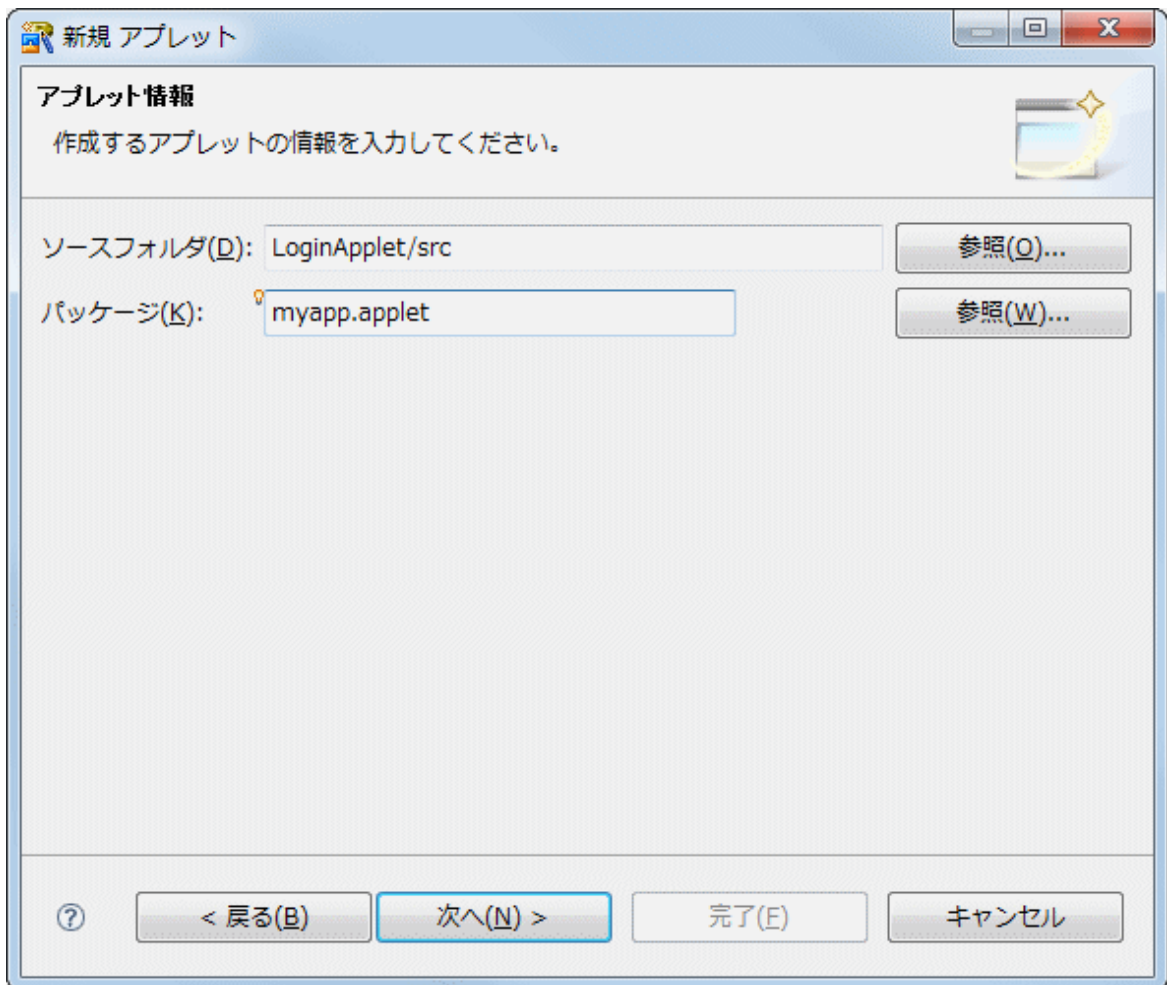 新規 アプレット
アプレット情報
作成するアプレットの情報を入力してください。
ソースフォルダ(D): LoginApplet/src 参照(O)...
パッケージ(K): myapp.applet 参照(W)...
? < 戻る(B) 次へ(N) > 完了(F) キャンセル